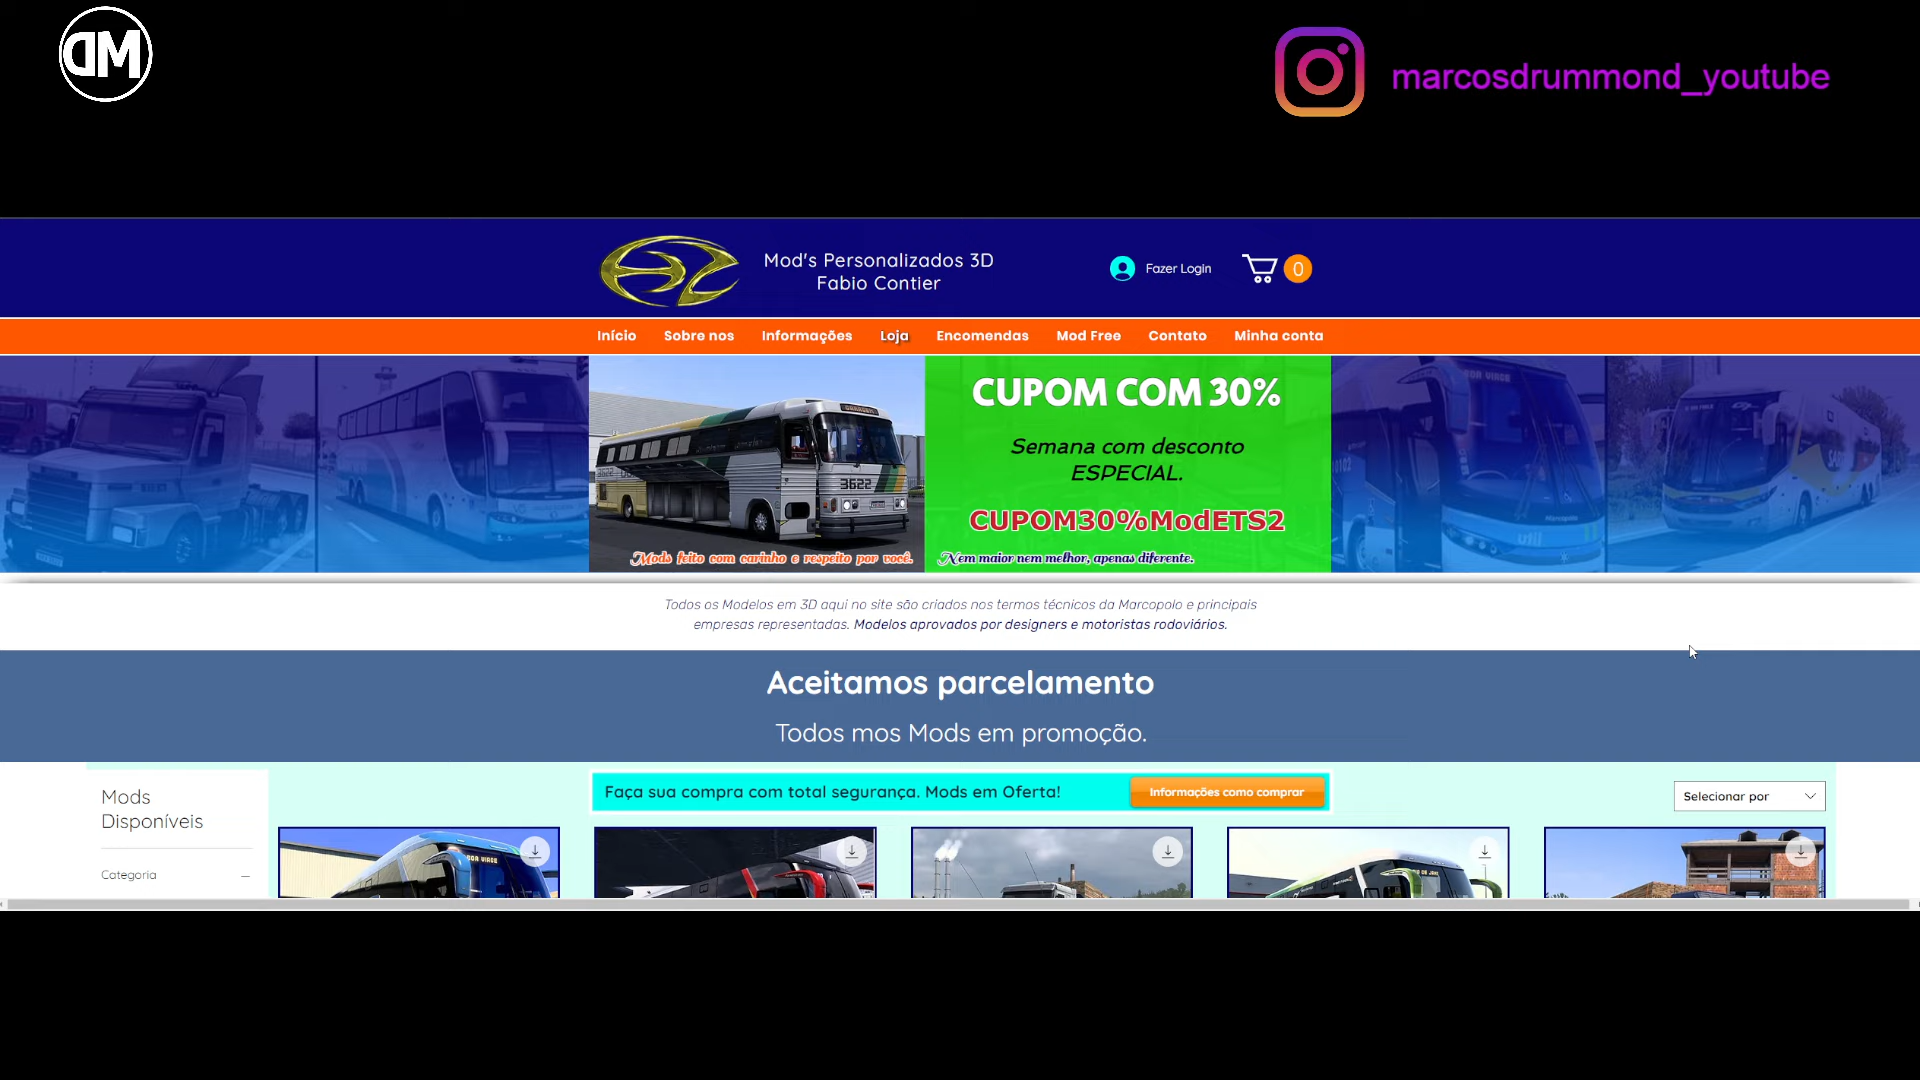 DM
marcosdrummond_youtube
Mod's Personalizados 3D
Fabio Contier
Fazer Login
0
Início Sobre nos Informações Loja Encomendas Mod Free Contato Minha conta
CUPOM COM 30%
Semana com desconto
ESPECIAL.
3622
CUPOM30%ModETS2
Mods feito com carinho e respeito por você.
Nem maior nem melhor, apenas diferente.
util
Todos os Modelos em 3D aqui no site são criados nos termos técnicos da Marcopolo e principais
empresas representadas. Modelos aprovados por designers e motoristas rodoviários.
Aceitamos parcelamento
Todos mos Mods em promoção.
Faça sua compra com total segurança. Mods em Oferta!
Informações como comprar
Selecionar por
Mods
Disponíveis
Categoria